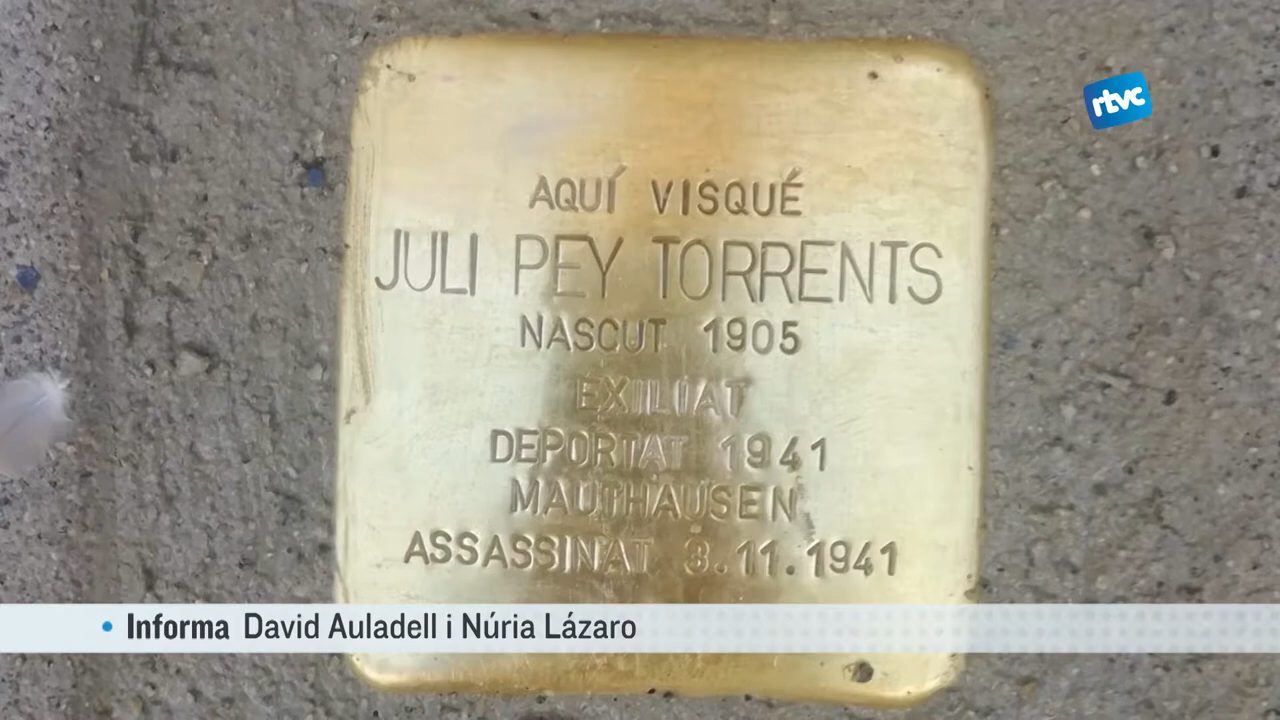 rtvc
AQUÍ VISQUÉ
JULI PEY TORRENTS
NASCUT 1905
EXILIAT
DEPORTAT 1941
MAUTHAUSEN
ASSASSINAT 3.11.1941
• Informa David Auladell i Núria Lázaro